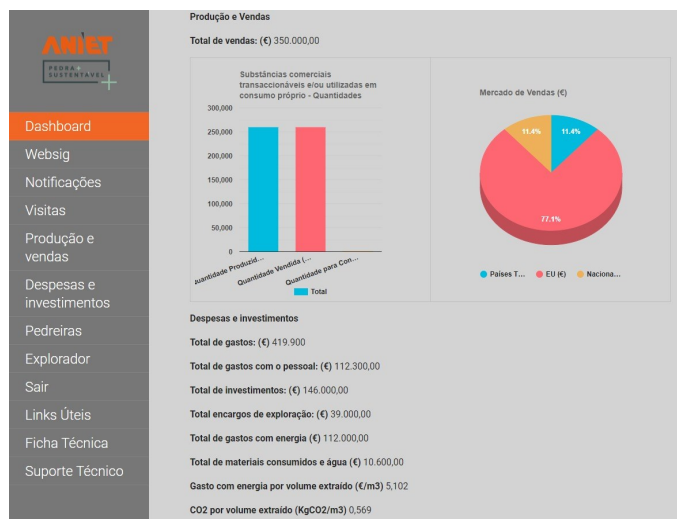 ANIET
PEDRA +
SUSTENTÁVEL
Dashboard
Websig
Notificações
Visitas
Produção e
vendas
Despesas e
investimentos
Pedreiras
Explorador
Sair
Links Úteis
Ficha Técnica
Suporte Técnico
Produção e Vendas
Total de vendas: (€) 350.000,00
Substâncias comerciais
transaccionáveis e/ou utilizadas em
consumo próprio - Quantidades
300,000
250,000
200,000
150,000
100,000
50,000
0
uantidade Produzid...
Quantidade Vendida (...
Quantidade para Con...
Total
Mercado de Vendas (€)
11.4%
11.4%
77.1%
Países T...
EU (€)
Naciona...
Despesas e investimentos
Total de gastos: (€) 419.900
Total de gastos com o pessoal: (€) 112.300,00
Total de investimentos: (€) 146.000,00
Total encargos de exploração: (€) 39.000,00
Total de gastos com energia (€) 112.000,00
Total de materiais consumidos e água (€) 10.600,00
Gasto com energia por volume extraído (€/m3) 5,102
CO2 por volume extraído (KgCO2/m3) 0,569